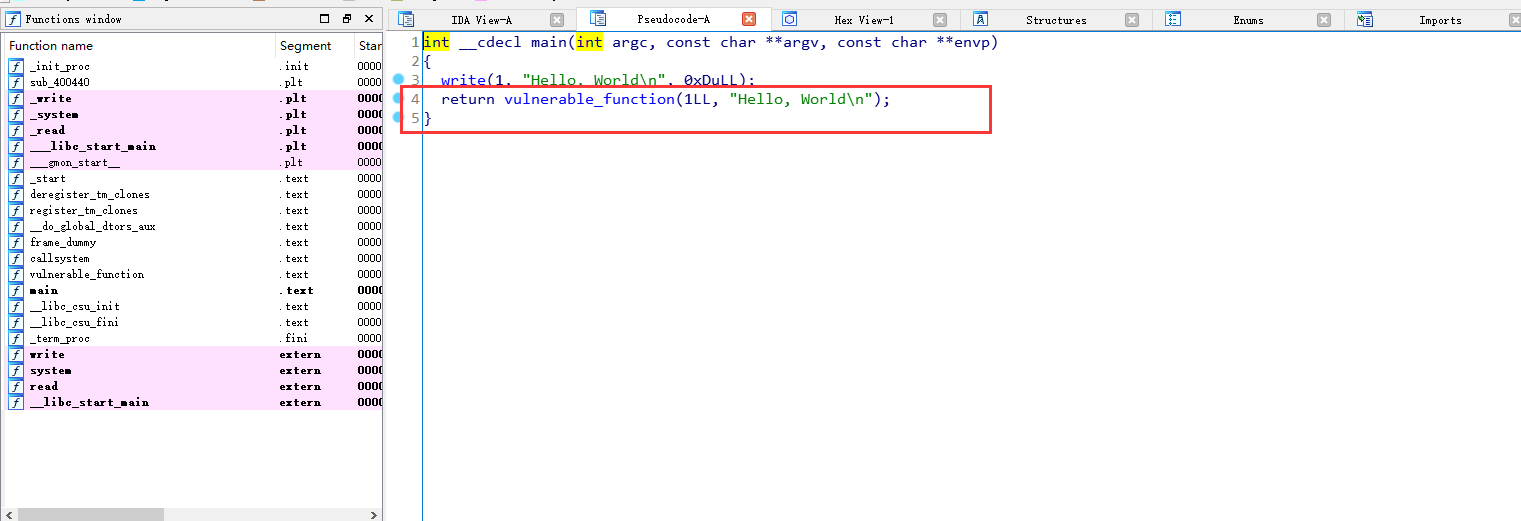 Functions window
Function name Segment Star
f _init_proc .init 0000
f sub_400440 .plt 0000
f _write .plt 0000
f _system .plt 0000
f _read .plt 0000
f ___libc_start_main .plt 0000
f ___gmon_start__ .plt 0000
f _start .text 0000
f deregister_tm_clones .text 0000
f register_tm_clones .text 0000
f __do_global_dtors_aux .text 0000
f frame_dummy .text 0000
f callsystem .text 0000
f vulnerable_function .text 0000
f main .text 0000
f __libc_csu_init .text 0000
f __libc_csu_fini .text 0000
f _term_proc .fini 0000
f write extern 0000
f system extern 0000
f read extern 0000
f __libc_start_main extern 0000
IDA View-A Pseudocode-A Hex View-1 Structures Enums Imports
1 int __cdecl main(int argc, const char **argv, const char **envp)
2 {
3 write(1, "Hello, World\n", 0xDuLL);
4 return vulnerable_function(1LL, "Hello, World\n");
5 }